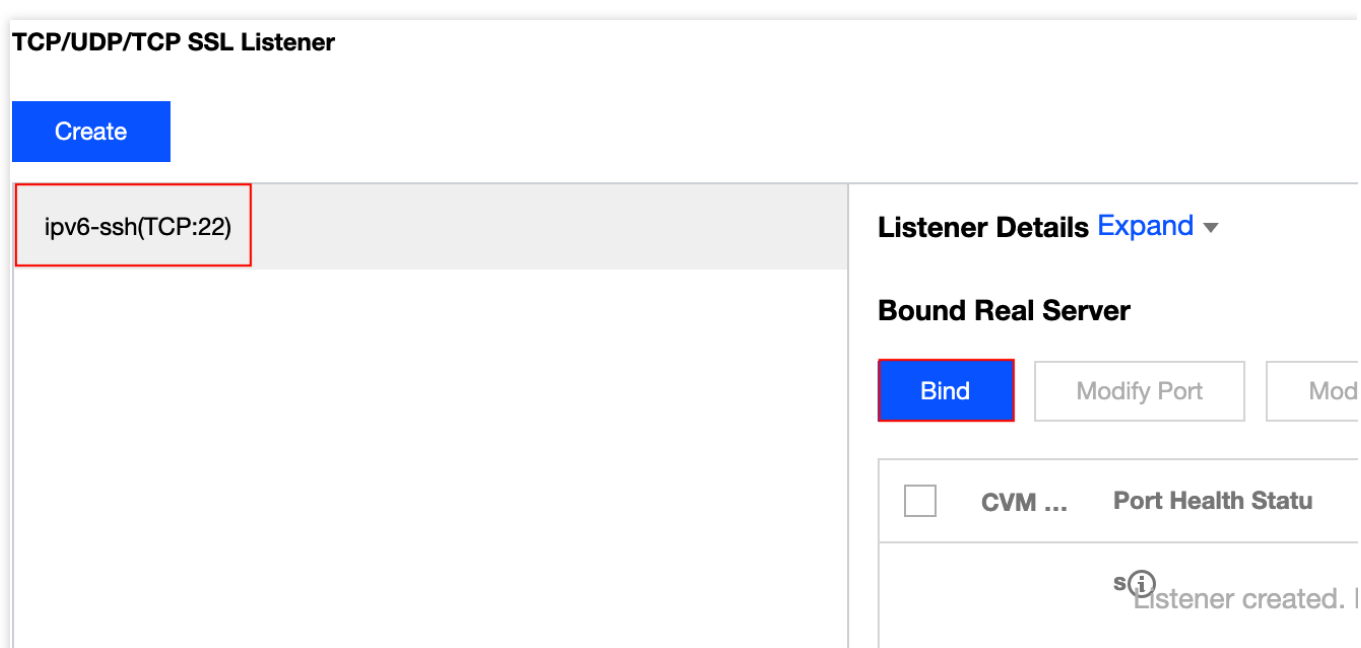 TCP/UDP/TCP SSL Listener
Create
ipv6-ssh(TCP:22)
Listener Details Expand
Bound Real Server
Bind Modify Port Mod
CVM ... Port Health Statu
s
Listener created.